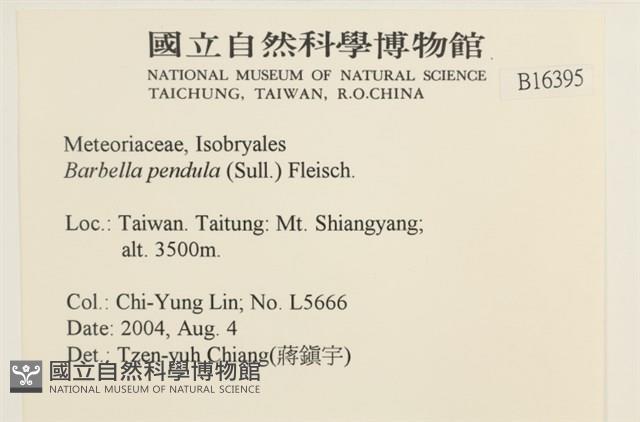 國立自然科學博物館
NATIONAL MUSEUM OF NATURAL SCIENCE
TAICHUNG, TAIWAN, R.O.CHINA
B16395
Meteoriaceae, Isobryales
Barbella pendula (Sull.) Fleisch.
Loc.: Taiwan. Taitung: Mt. Shiangyang;
alt. 3500m.
Col.: Chi-Yung Lin; No. L5666
Date: 2004, Aug. 4
Det.: Tzen-yuh Chiang(蔣鎭宇)
國立自然科學博物館
NATIONAL MUSEUM OF NATURAL SCIENCE